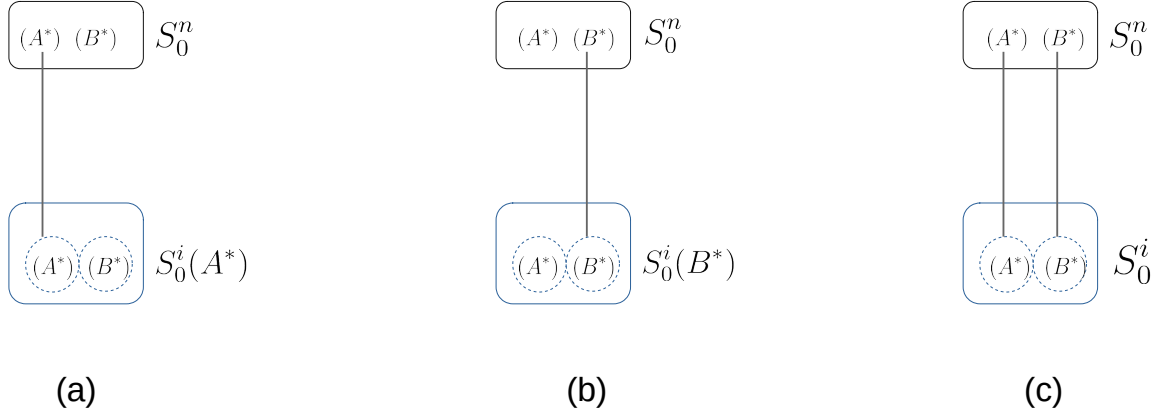 (A*) (B*) S_0^n
(A*) (B*) S_0^n
(A*) (B*) S_0^n
(A*) (B*) S_0^i(A*)
(A*) (B*) S_0^i(B*)
(A*) (B*) S_0^i
(a)
(b)
(c)